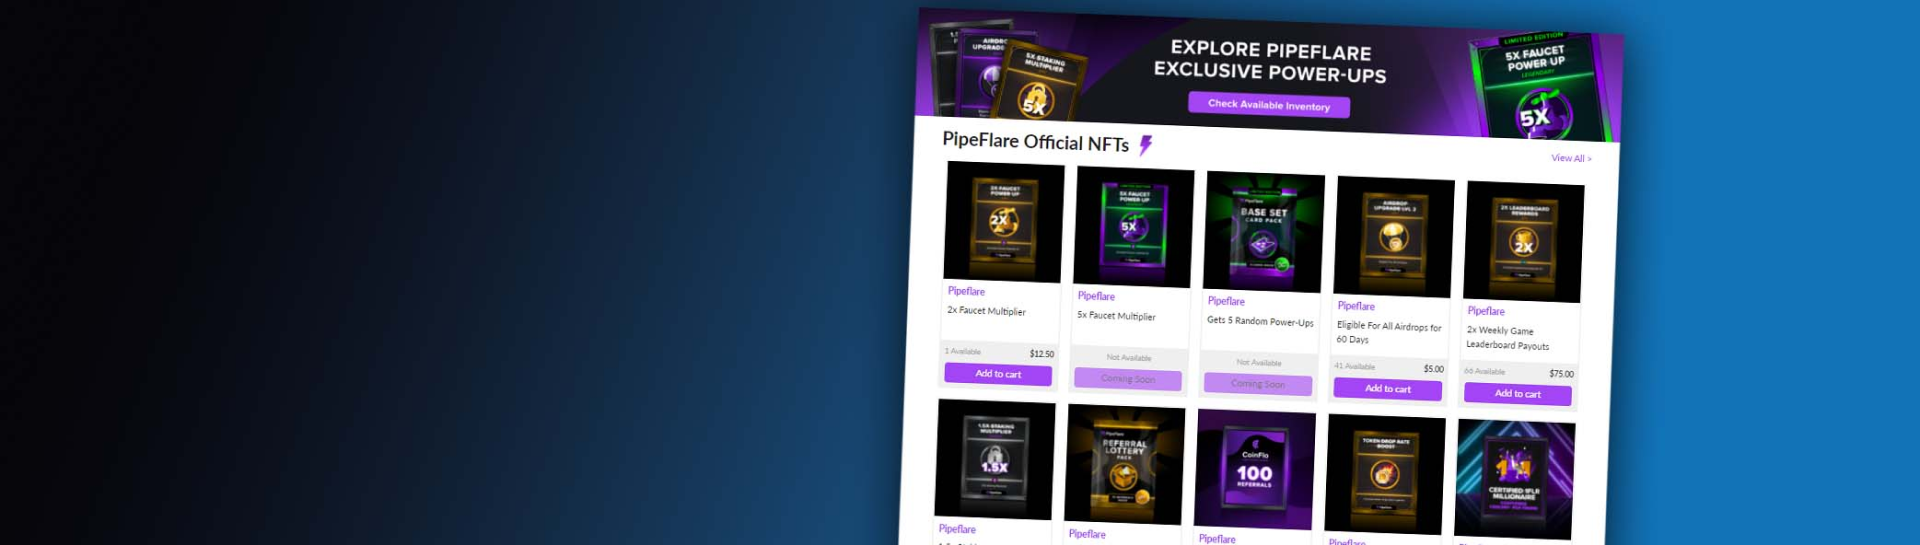 AIRDROP
UPGRADE
5X STAKING
MULTIPLIER
5X
EXPLORE PIPEFLARE
EXCLUSIVE POWER-UPS
Check Available Inventory
LIMITED EDITION
5X FAUCET
POWER UP
LEGENDARY
5X
PipeFlare Official NFTs
View All >
2X FAUCET
POWER UP
2X
5X FAUCET
POWER UP
5X
PipeFlare
BASE SET
CARD PACK
AIRDROP
UPGRADE LVL 2
2X LEADERBOARD
REWARDS
2X
Pipeflare
2x Faucet Multiplier
1 Available
$12.50
Add to cart
Pipeflare
5x Faucet Multiplier
Not Available
Coming Soon
Pipeflare
Gets 5 Random Power-Ups
Not Available
Coming Soon
Pipeflare
Eligible For All Airdrops for
60 Days
41 Available
$5.00
Add to cart
Pipeflare
2x Weekly Game
Leaderboard Payouts
66 Available
$75.00
Add to cart
1.5X STAKING
MULTIPLIER
1.5X
PipeFlare
REFERRAL
LOTTERY
PACK
CoinFlo
100
REFERRALS
TOKEN DROP RATE
BOOST
CERTIFIED 1FLR
MILLIONAIRE
Pipeflare
Pipeflare
Pipeflare
Pipeflare